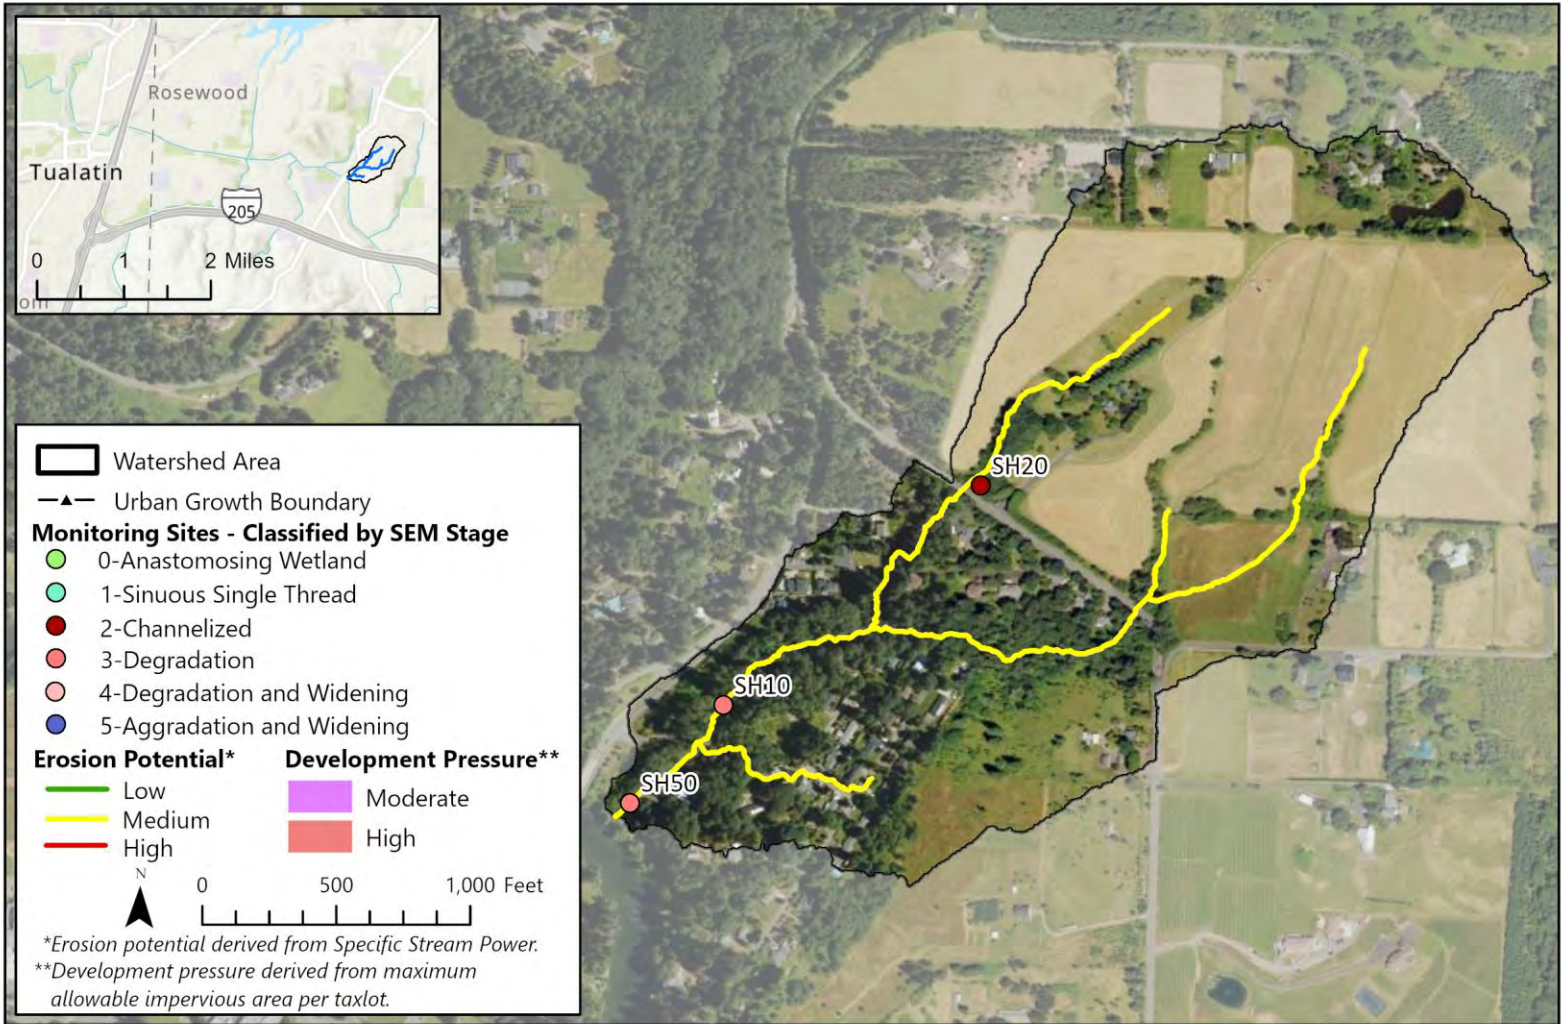 Rosewood
Tualatin
205
0 1 2 Miles
om
Watershed Area
Urban Growth Boundary
Monitoring Sites - Classified by SEM Stage
0-Anastomosing Wetland
1-Sinuous Single Thread
2-Channelized
3-Degradation
4-Degradation and Widening
5-Aggradation and Widening
Erosion Potential* Development Pressure**
Low
Medium
High
Moderate
High
N
0 500 1,000 Feet
*Erosion potential derived from Specific Stream Power.
**Development pressure derived from maximum
allowable impervious area per taxlot.
SH20
SH10
SH50